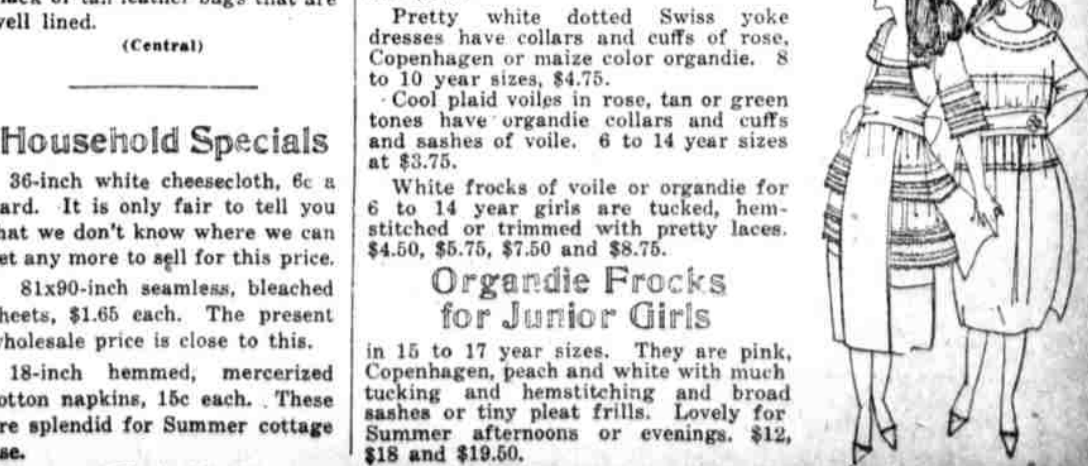 well lined.
(Central)
Household Specials
36-inch white cheesecloth, 6c a
yard. It is only fair to tell you
that we don't know where we can
get any more to sell for this price.
81x90-inch seamless, bleached
sheets, $1.65 each. The present
wholesale price is close to this.
18-inch hemmed, mercerized
cotton napkins, 15c each. These
are splendid for Summer cottage
use.
Pretty white dotted Swiss yoke
dresses have collars and cuffs of rose,
Copenhagen or maize color organdie. 8
to 10 year sizes, $4.75.
Cool plaid voiles in rose, tan or green
tones have organdie collars and cuffs
and sashes of voile. 6 to 14 year sizes
at $3.75.
White frocks of voile or organdie for
6 to 14 year girls are tucked, hem-
stitched or trimmed with pretty laces.
$4.50, $5.75, $7.50 and $8.75.
Organdie Frocks
for Junior Girls
in 15 to 17 year sizes. They are pink,
Copenhagen, peach and white with much
tucking and hemstitching and broad
sashes or tiny pleat frills. Lovely for
Summer afternoons or evenings. $12,
$18 and $19.50.